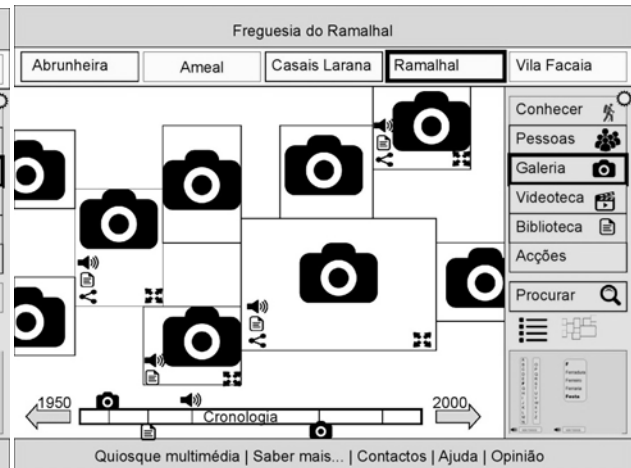 Freguesia do Ramalhal
Abrunheira
Ameal
Casais Larana
Ramalhal
Vila Facaia
Conhecer
Pessoas
Galeria
Videoteca
Biblioteca
Acções
Procurar
1950
2000
Cronologia
Quiosque multimédia | Saber mais... | Contactos | Ajuda | Opinião